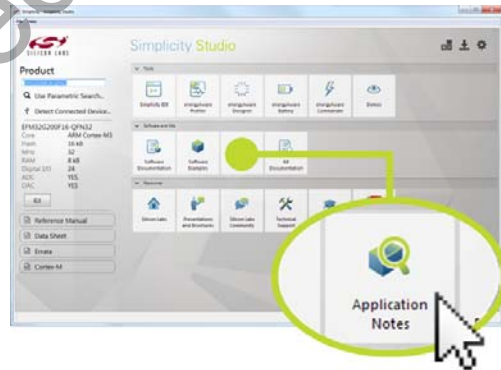 SILICON LABS
Simplicity Studio
Product
Use Parametric Search...
Detect Connected Device...
EFM32G200F16-QFN32
Core ARM Cortex-M3
Flash 16 kB
MHz 32
RAM 8 kB
Digital I/O 24
ADC YES
DAC YES
Reference Manual
Data Sheet
Errata
Cortex-M
Tools
Simplicity IDE
energyAware Profiler
energyAware Designer
energyAware Battery
energyAware Commander
Demos
Software Documentation
Software Examples
Kit Documentation
Resources
Silicon Labs
Presentations and Brochures
Silicon Labs Community
Technical Support
Application
Notes